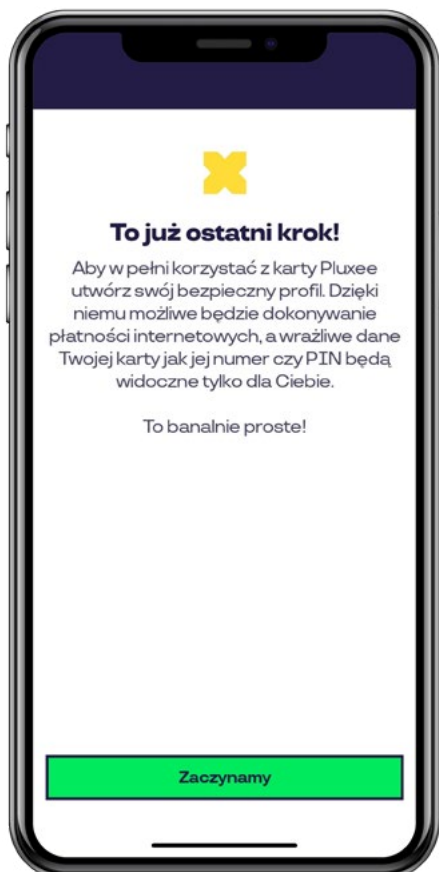 To już ostatni krok!
Aby w pełni korzystać z karty Pluxee
utwórz swój bezpieczny profil. Dzięki
niemu możliwe będzie dokonywanie
płatności internetowych, a wrażliwe dane
Twojej karty jak jej numer czy PIN będą
widoczne tylko dla Ciebie.
To banalnie proste!
Zaczynamy